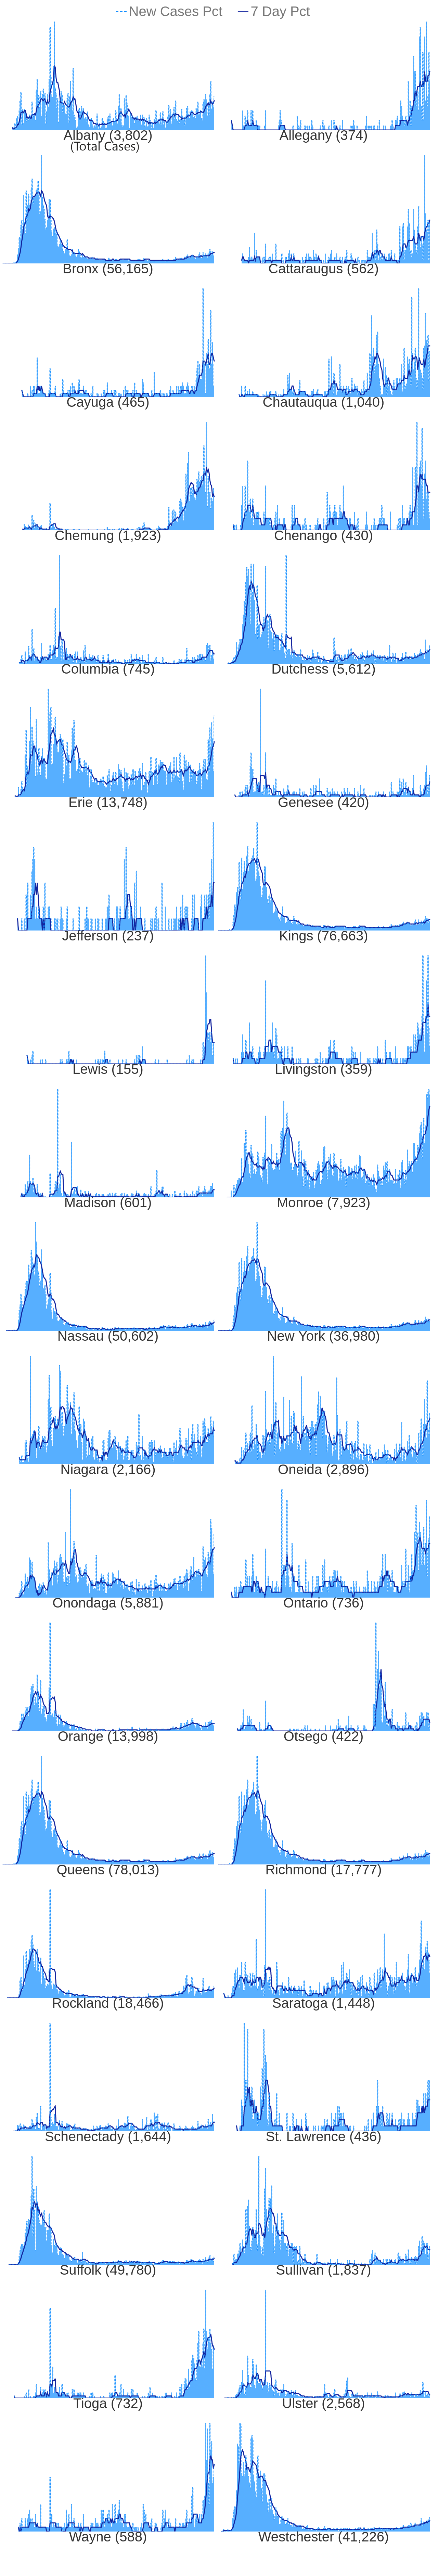 New Cases Pct 7 Day Pct
Albany (3,802) Allegany (374)
(Total Cases)
Bronx (56,165) Cattaraugus (562)
Cayuga (465) Chautauqua (1,040)
Chemung (1,923) Chenango (430)
Columbia (745) Dutchess (5,612)
Erie (13,748) Genesee (420)
Jefferson (237) Kings (76,663)
Lewis (155) Livingston (359)
Madison (601) Monroe (7,923)
Nassau (50,602) New York (36,980)
Niagara (2,166) Oneida (2,896)
Onondaga (5,881) Ontario (736)
Orange (13,998) Otsego (422)
Queens (78,013) Richmond (17,777)
Rockland (18,466) Saratoga (1,448)
Schenectady (1,644) St. Lawrence (436)
Suffolk (49,780) Sullivan (1,837)
Tioga (732) Ulster (2,568)
Wayne (588) Westchester (41,226)